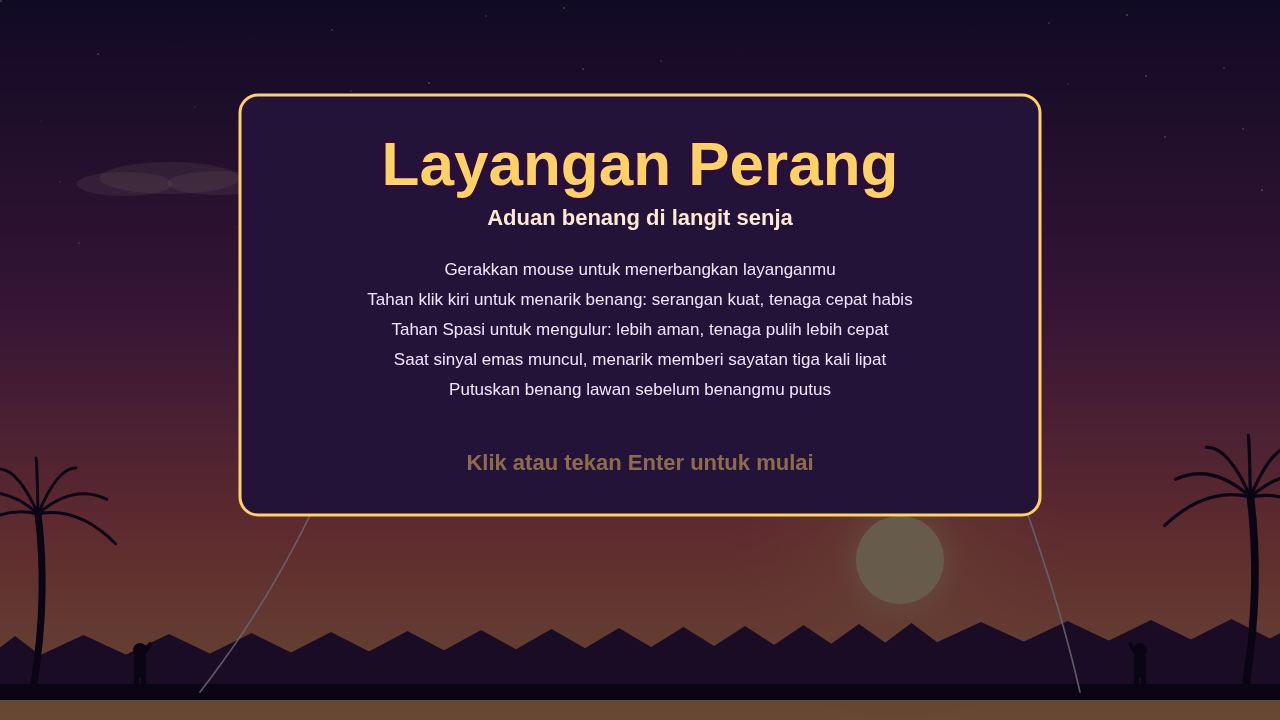 Layangan Perang
Aduan benang di langit senja
Gerakkan mouse untuk menerbangkan layanganmu
Tahan klik kiri untuk menarik benang: serangan kuat, tenaga cepat habis
Tahan Spasi untuk mengulur: lebih aman, tenaga pulih lebih cepat
Saat sinyal emas muncul, menarik memberi sayatan tiga kali lipat
Putuskan benang lawan sebelum benangmu putus
Klik atau tekan Enter untuk mulai